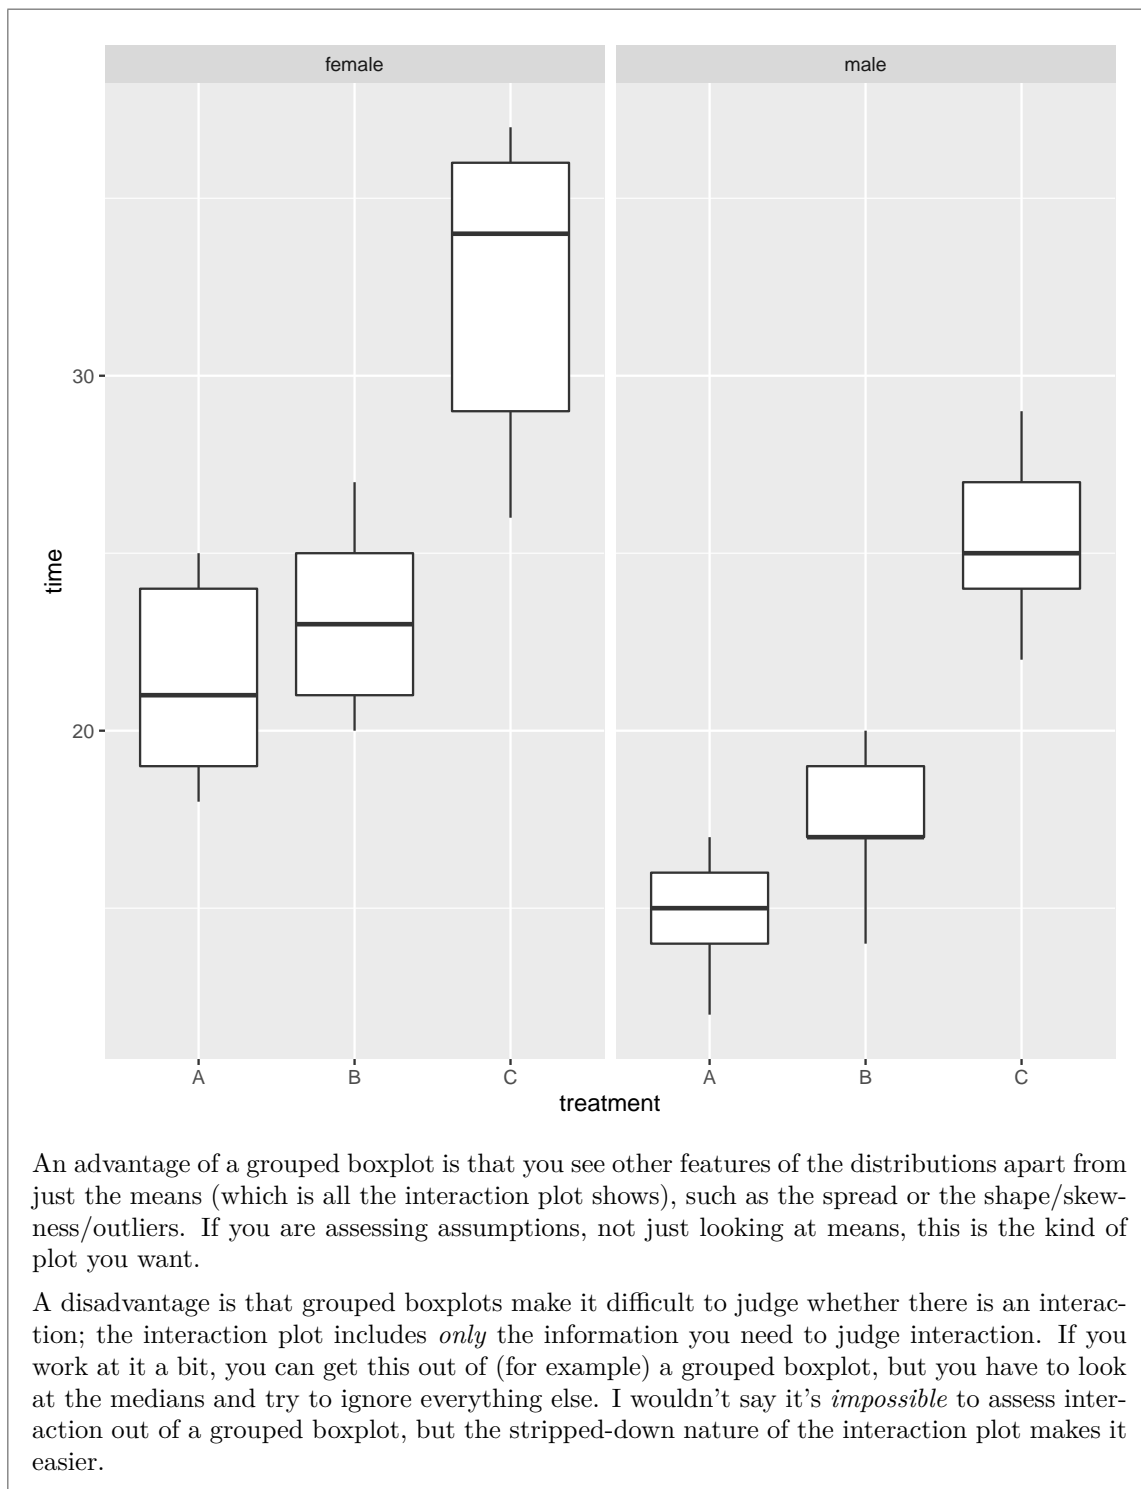 female
male
30
20
time
A
B
C
A
B
C
treatment
An advantage of a grouped boxplot is that you see other features of the distributions apart from
just the means (which is all the interaction plot shows), such as the spread or the shape/skew-
ness/outliers. If you are assessing assumptions, not just looking at means, this is the kind of
plot you want.
A disadvantage is that grouped boxplots make it difficult to judge whether there is an interac-
tion; the interaction plot includes only the information you need to judge interaction. If you
work at it a bit, you can get this out of (for example) a grouped boxplot, but you have to look
at the medians and try to ignore everything else. I wouldn't say it's impossible to assess inter-
action out of a grouped boxplot, but the stripped-down nature of the interaction plot makes it
easier.